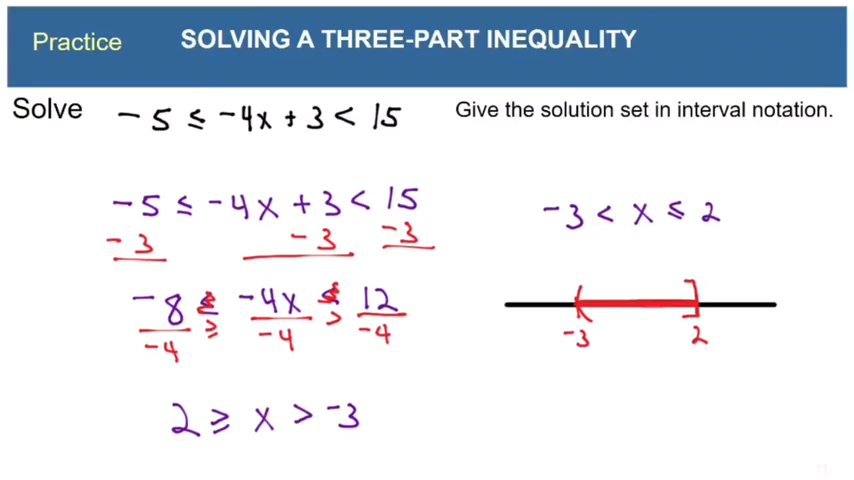 Practice SOLVING A THREE-PART INEQUALITY
Solve -5 ≤ -4x + 3 < 15 Give the solution set in interval notation.
-5 ≤ -4x + 3 < 15
-3 -3 -3
-8 ≥ -4x > 12
-4 -4 -4
2 ≥ x > -3
-3 < x ≤ 2
( ]
-3 2